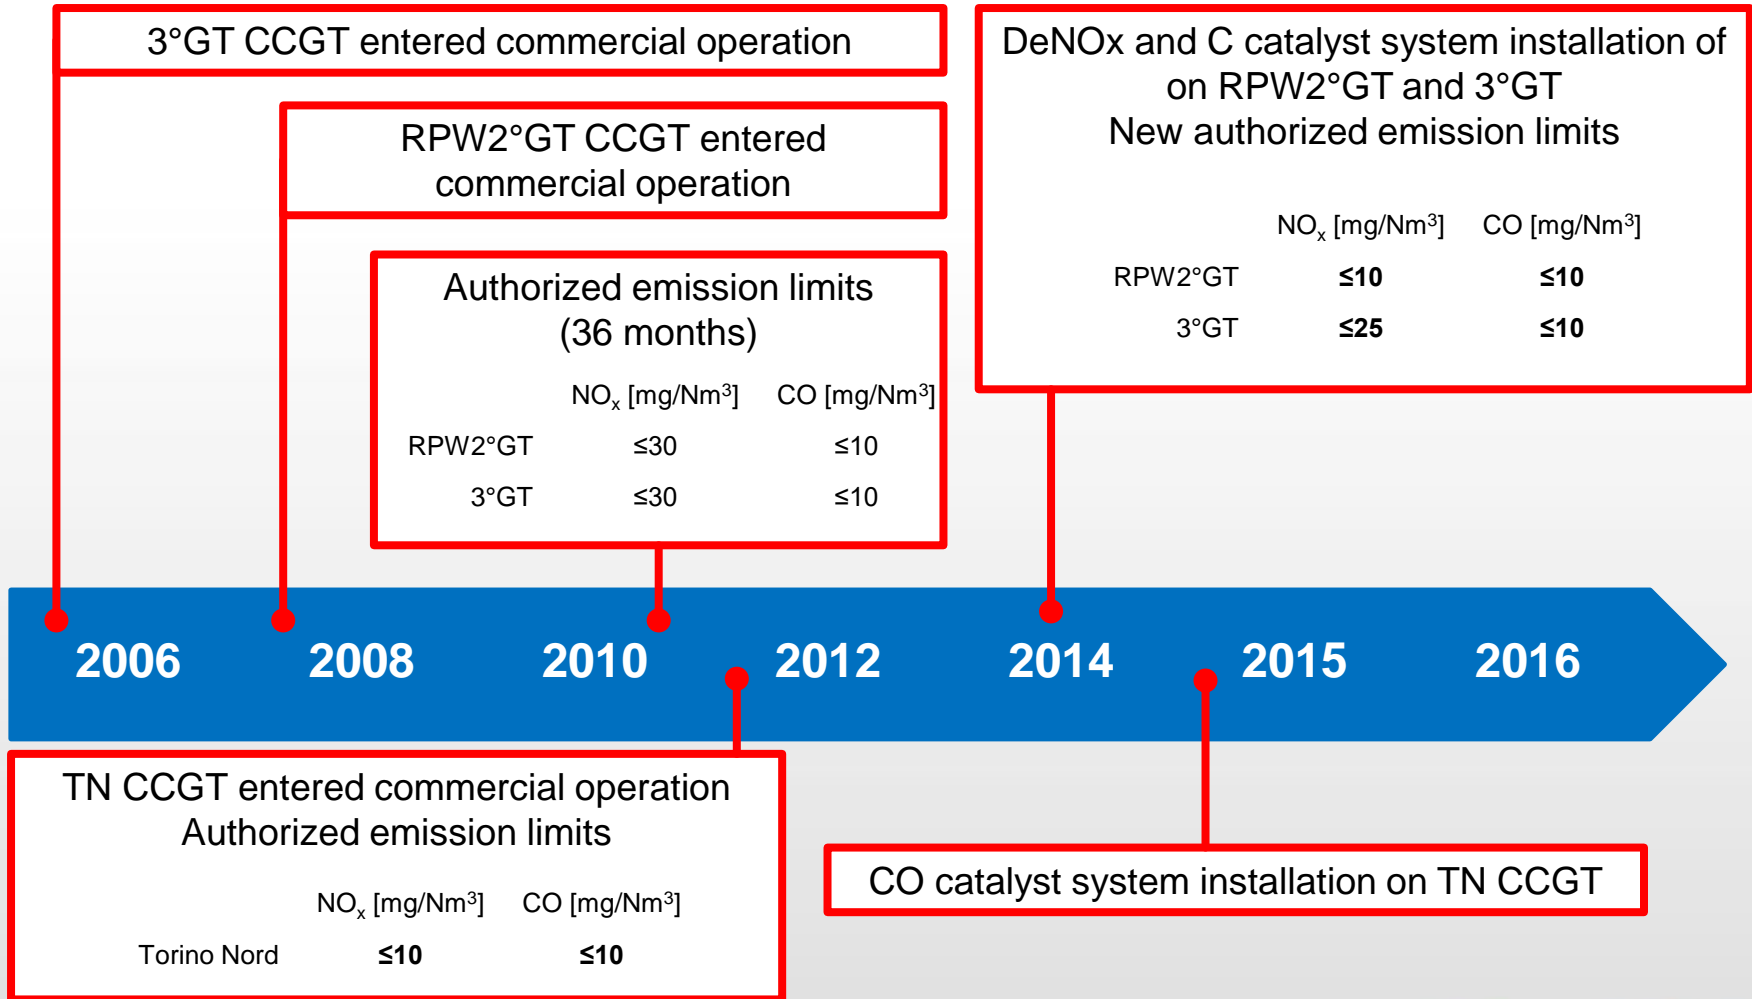 3°GT CCGT entered commercial operation
RPW2°GT CCGT entered
commercial operation
Authorized emission limits
(36 months)
NOx [mg/Nm³] CO [mg/Nm³]
RPW2°GT ≤30 ≤10
3°GT ≤30 ≤10
DeNOx and C catalyst system installation of
on RPW2°GT and 3°GT
New authorized emission limits
NOx [mg/Nm³] CO [mg/Nm³]
RPW2°GT ≤10 ≤10
3°GT ≤25 ≤10
2006 2008 2010 2012 2014 2015 2016
TN CCGT entered commercial operation
Authorized emission limits
NOx [mg/Nm³] CO [mg/Nm³]
Torino Nord ≤10 ≤10
CO catalyst system installation on TN CCGT